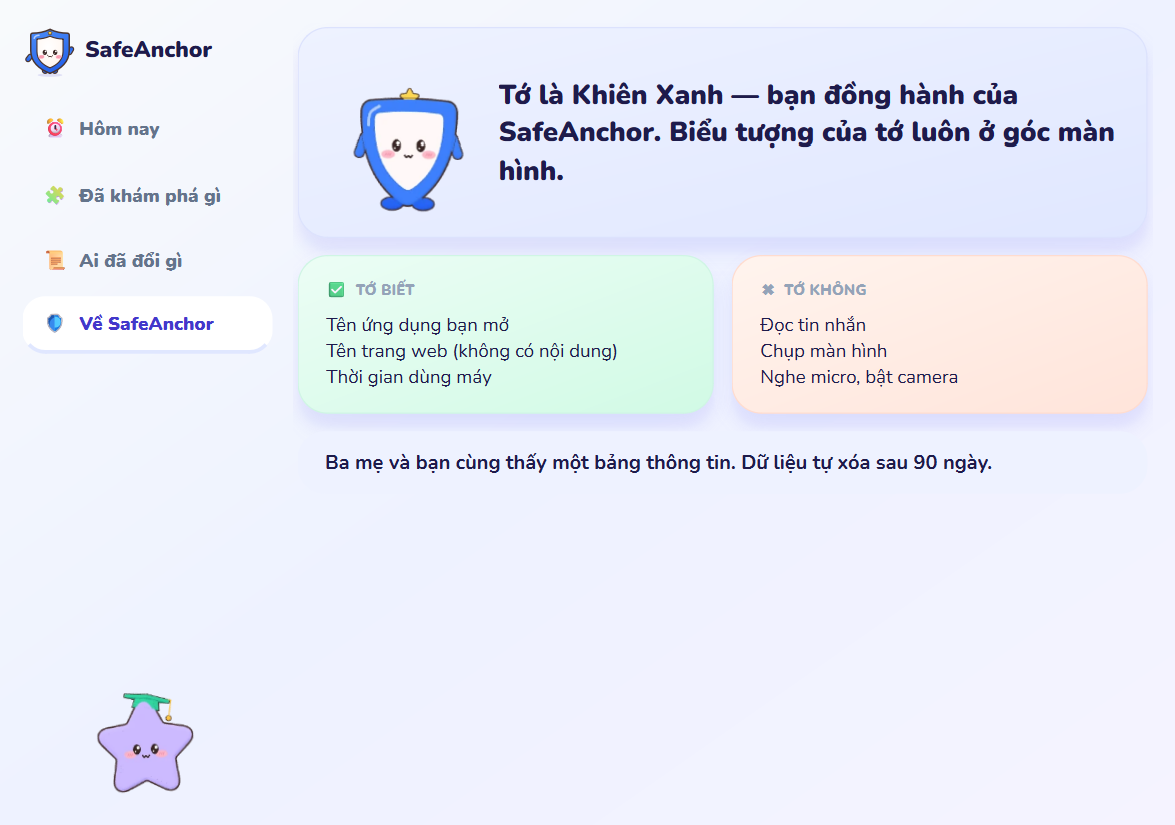 SafeAnchor
Hôm nay
Đã khám phá gì
Ai đã đổi gì
Về SafeAnchor
Tớ là Khiên Xanh — bạn đồng hành của
SafeAnchor. Biểu tượng của tớ luôn ở góc màn
hình.
TỚ BIẾT
Tên ứng dụng bạn mở
Tên trang web (không có nội dung)
Thời gian dùng máy
TỚ KHÔNG
Đọc tin nhắn
Chụp màn hình
Nghe micro, bật camera
Ba mẹ và bạn cùng thấy một bảng thông tin. Dữ liệu tự xóa sau 90 ngày.